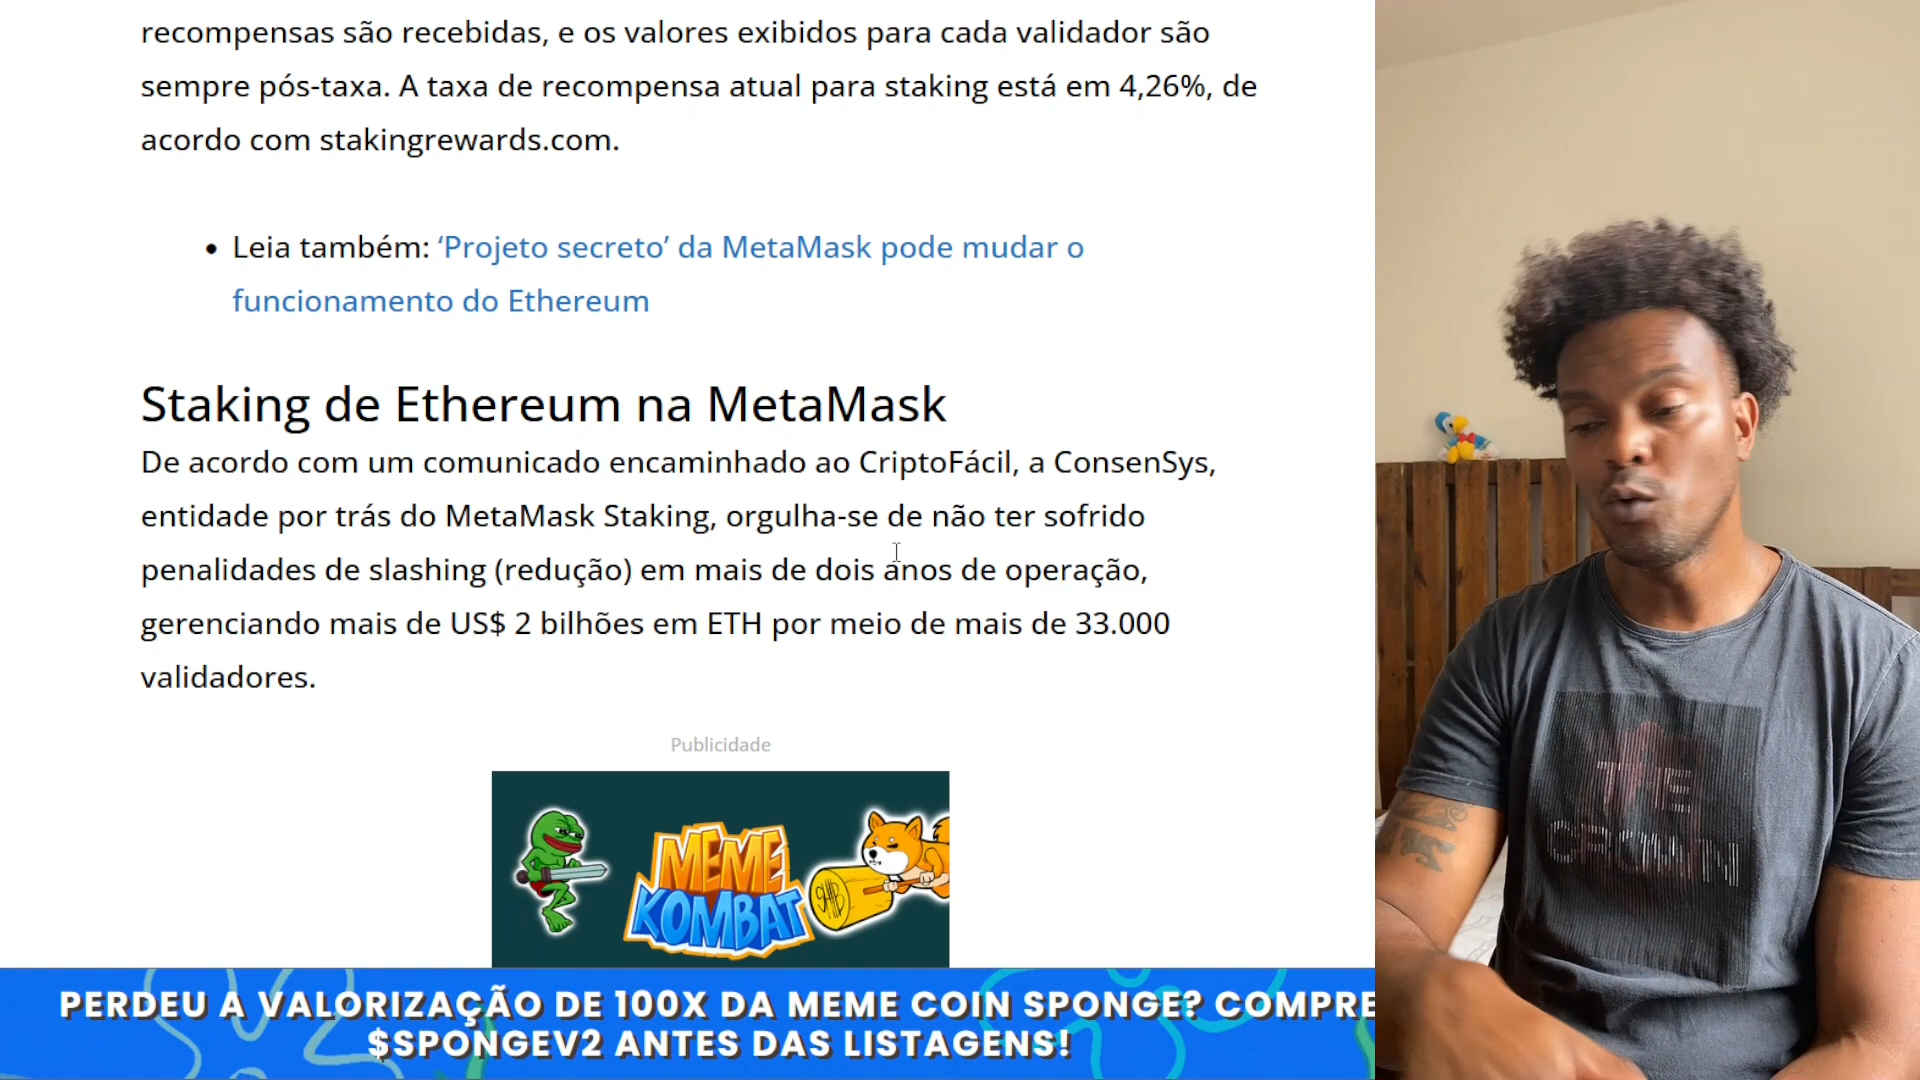 recompensas são recebidas, e os valores exibidos para cada validador são
sempre pós-taxa. A taxa de recompensa atual para staking está em 4,26%, de
acordo com stakingrewards.com.
• Leia também: ‘Projeto secreto’ da MetaMask pode mudar o
funcionamento do Ethereum
Staking de Ethereum na MetaMask
De acordo com um comunicado encaminhado ao CriptoFácil, a ConsenSys,
entidade por trás do MetaMask Staking, orgulha-se de não ter sofrido
penalidades de slashing (redução) em mais de dois anos de operação,
gerenciando mais de US$ 2 bilhões em ETH por meio de mais de 33.000
validadores.
Publicidade
MEME
KOMBAT
SHIB
PERDEU A VALORIZAÇÃO DE 100X DA MEME COIN SPONGE? COMPRE
$SPONGEV2 ANTES DAS LISTAGENS!
THE
CROWN